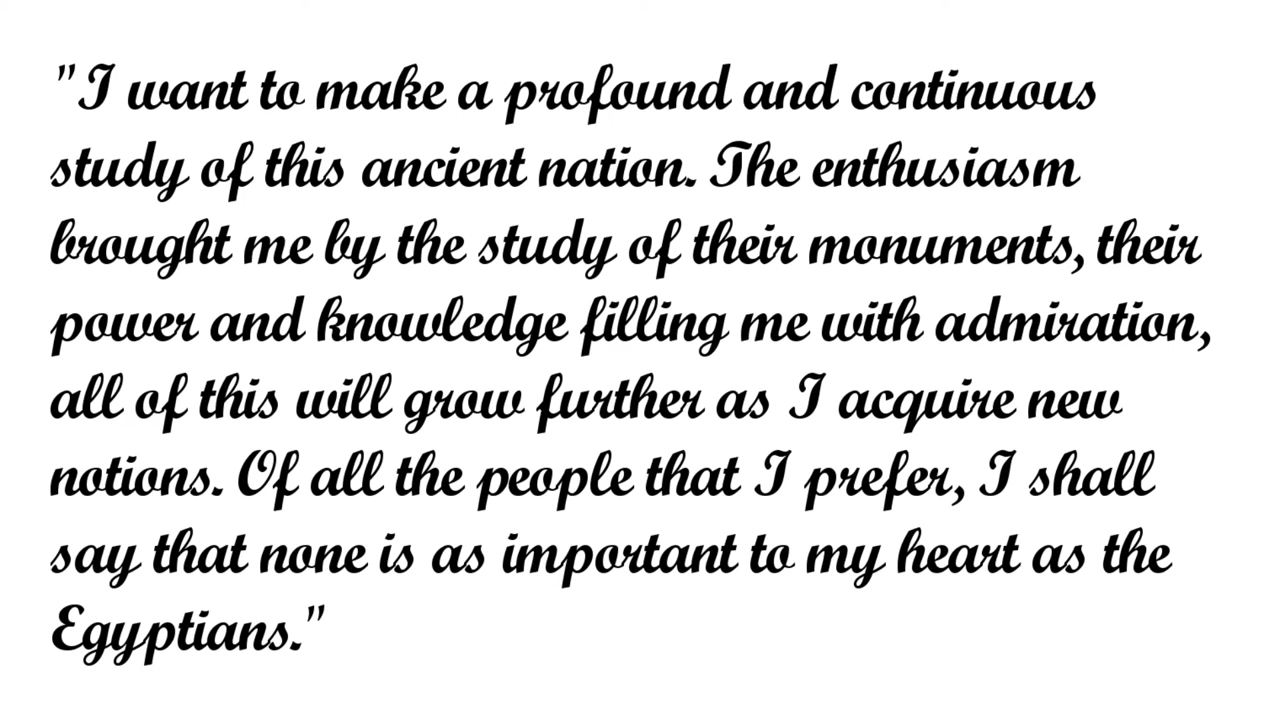 "I want to make a profound and continuous
study of this ancient nation. The enthusiasm
brought me by the study of their monuments, their
power and knowledge filling me with admiration,
all of this will grow further as I acquire new
notions. Of all the people that I prefer, I shall
say that none is as important to my heart as the
Egyptians."